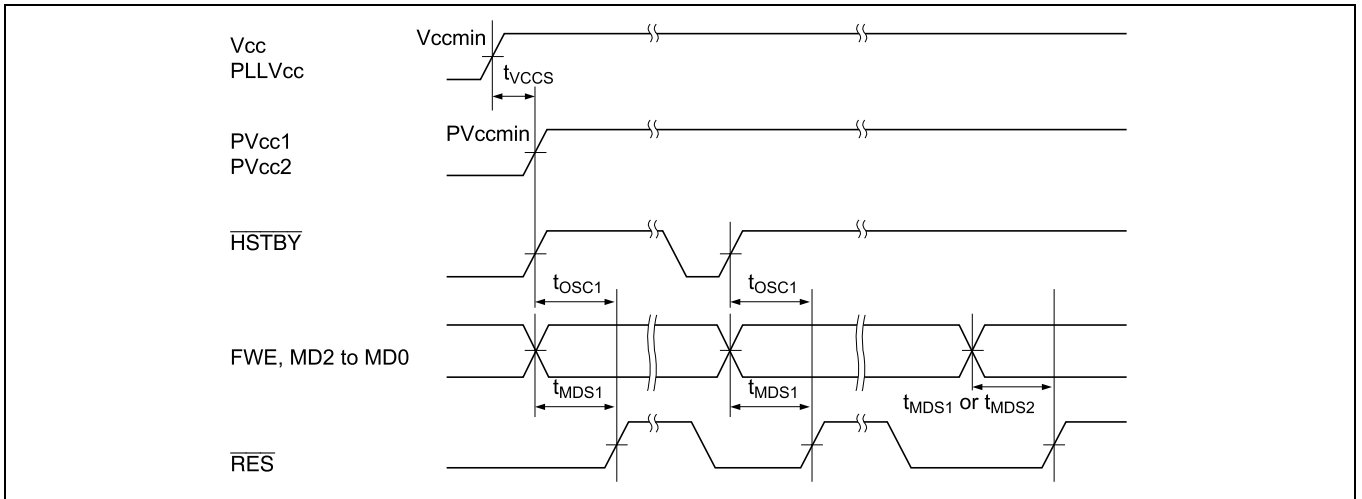 Vccmin
Vcc
PLLVcc
tVCCS
PVccmin
PVcc1
PVcc2
HSTBY
tOSC1 tOSC1
FWE, MD2 to MD0
tMDS1 tMDS1 tMDS1 or tMDS2
RES